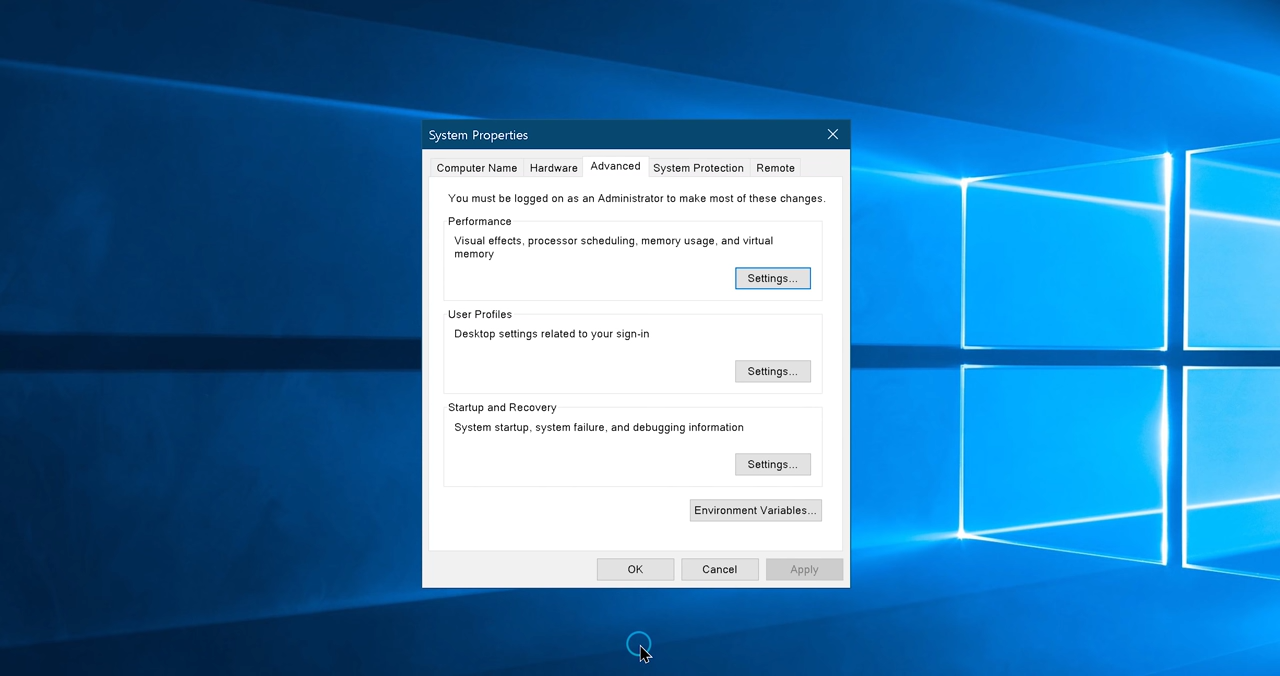 System Properties
Computer Name Hardware Advanced System Protection Remote
You must be logged on as an Administrator to make most of these changes.
Performance
Visual effects, processor scheduling, memory usage, and virtual
memory
Settings...
User Profiles
Desktop settings related to your sign-in
Settings...
Startup and Recovery
System startup, system failure, and debugging information
Settings...
Environment Variables...
OK Cancel Apply